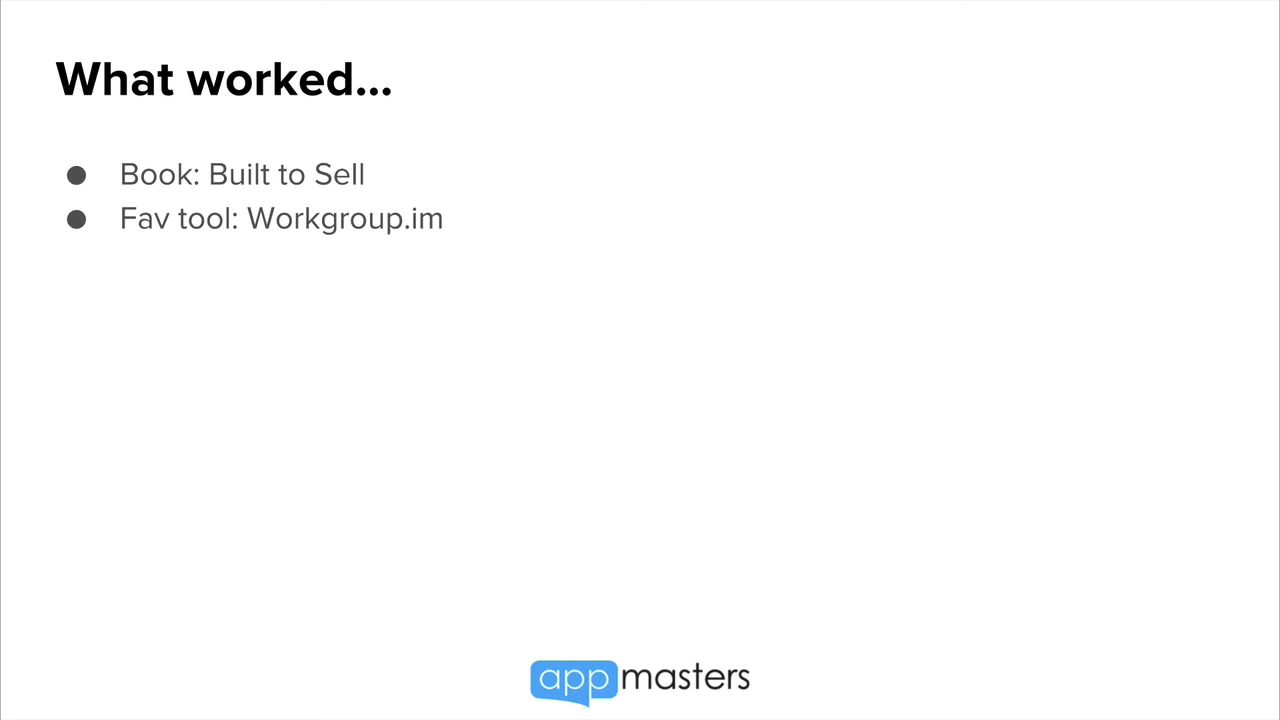 What worked...
● Book: Built to Sell
● Fav tool: Workgroup.im
appmasters